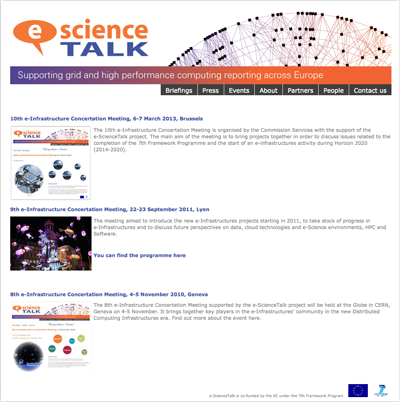 e science
TALK
Supporting grid and high performance computing reporting across Europe
Briefings Press Events About Partners People Contact us
10th e-Infrastructure Concertation Meeting, 6-7 March 2013, Brussels
The 10th e-Infrastructure Concertation Meeting is organised by the Commission Services with the support of the
e-ScienceTalk project. The main aim of the meeting is to bring projects together in order to discuss issues related to the
completion of the 7th Framework Programme and the start of an e-infrastructures activity during Horizon 2020
(2014-2020).
9th e-Infrastructure Concertation Meeting, 22-23 September 2011, Lyon
The meeting aimed to introduce the new e-Infrastructures projects starting in 2011, to take stock of progress in
e-Infrastructures and to discuss future perspectives on data, cloud technologies and e-Science environments, HPC and
Software.
You can find the programme here
8th e-Infrastructure Concertation Meeting, 4-5 November 2010, Geneva
The 8th e-Infrastructure Concertation Meeting supported by the e-ScienceTalk project will be held at the Globe in CERN,
Geneva on 4-5 November. It brings together key players in the e-Infrastructures' community in the new Distributed
Computing Infrastructures era. Find out more about the event here.
e-ScienceTalk is co-funded by the EC under the 7th Framework Program